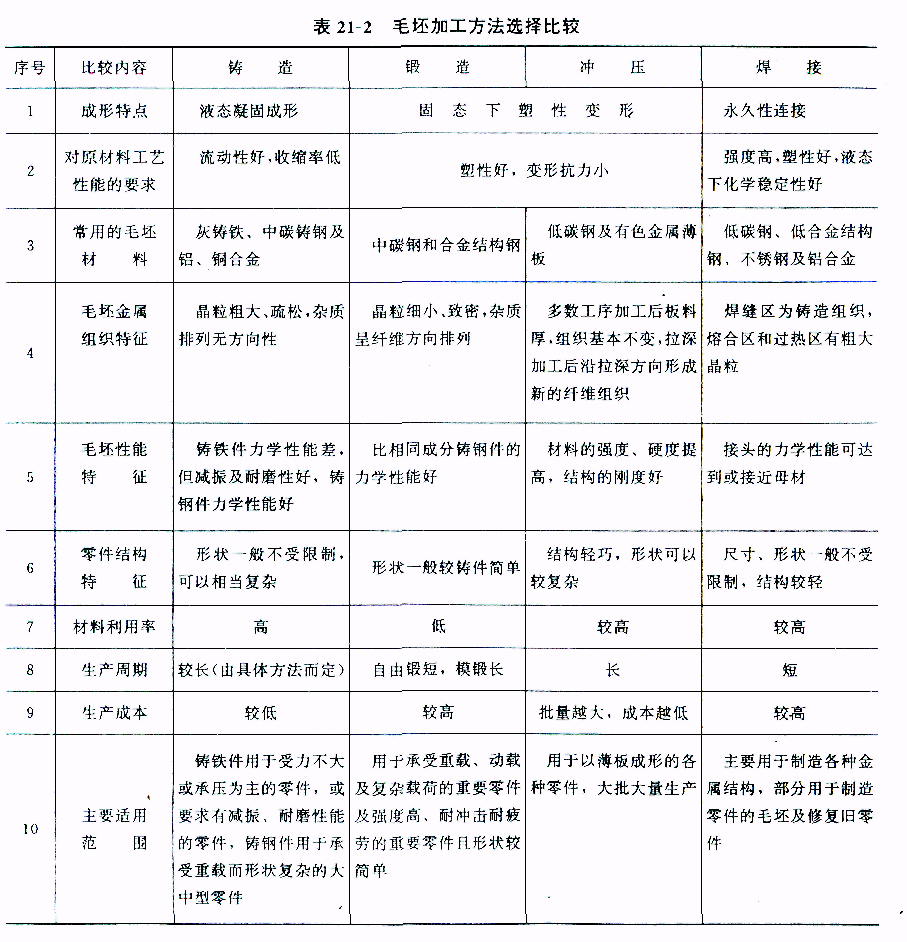 表 21-2 毛坯加工方法选择比较
序号 比较内容 铸 造 锻 造 冲 压 焊 接
1 成形特点 液态凝固成形 固 态 下 塑 性 变 形 永久性连接
对原材料工艺 流动性好,收缩率低 强度高,塑性好,液态
2 塑性好，变形抗力小
性能的要求 下化学稳定性好
常用的毛坯 灰铸铁、中碳铸钢及 低碳钢及有色金属薄 低碳钢、低合金结构
3 中碳钢和合金结构钢
材 料 铝、铜合金 板 钢、不锈钢及铝合金
毛坯金属 晶粒粗大、疏松,杂质 晶粒细小、致密,杂质 多数工序加工后板料 焊缝区为铸造组织，
组织特征 排列无方向性 呈纤维方向排列 厚,组织基本不变,拉深 熔合区和过热区有粗大
4 加工后沿拉深方向形成 晶粒
新的纤维组织
毛坯性能 铸铁件力学性能差， 比相同成分铸钢件的 材料的强度、硬度提 接头的力学性能可达
5 特 征 但减振及耐磨性好，铸 力学性能好 高，结构的刚度好 到或接近母材
钢件力学性能好
零件结构 形状一般不受限制， 结构轻巧，形状可以 尺寸、形状一般不受
6 形状一般较铸件简单
特 征 可以相当复杂 较复杂 限制，结构较轻
7 材料利用率 高 低 较高 较高
8 生产周期 较长(由具体方法而定) 自由锻短，模锻长 长 短
9 生产成本 较低 较高 批量越大，成本越低 较高
铸铁件用于受力不大 用于承受重载、动载 用于以薄板成形的各 主要用于制造各种金
或承压为主的零件，或 及复杂载荷的重要零件 种零件，大批大量生产 属结构，部分用于制造
10 主要适用 要求有减振、耐磨性能 及强度高、耐冲击耐疲 零件的毛坯及修复旧零
范 围 的零件，铸钢件用于承 劳的重要零件且形状较 件
受重载而形状复杂的大 简单
中型零件